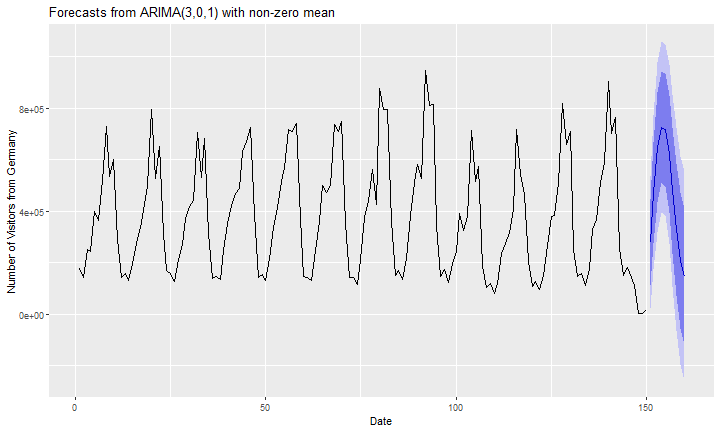 Forecasts from ARIMA(3,0,1) with non-zero mean
Number of Visitors from Germany
8e+05
4e+05
0e+00
0
50
100
150
Date